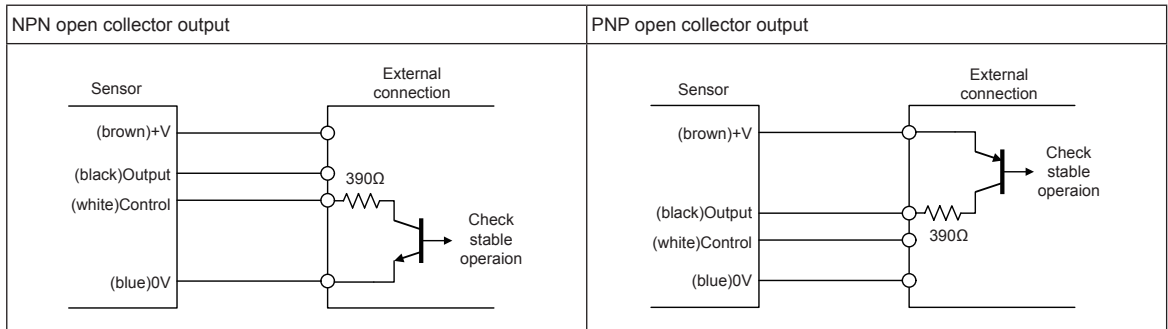 NPN open collector output
PNP open collector output
Sensor
External
connection
(brown)+V
(black)Output
390Ω
(white)Control
Check
stable
operaion
(blue)0V
Sensor
External
connection
(brown)+V
Check
stable
operaion
(black)Output
390Ω
(white)Control
(blue)0V